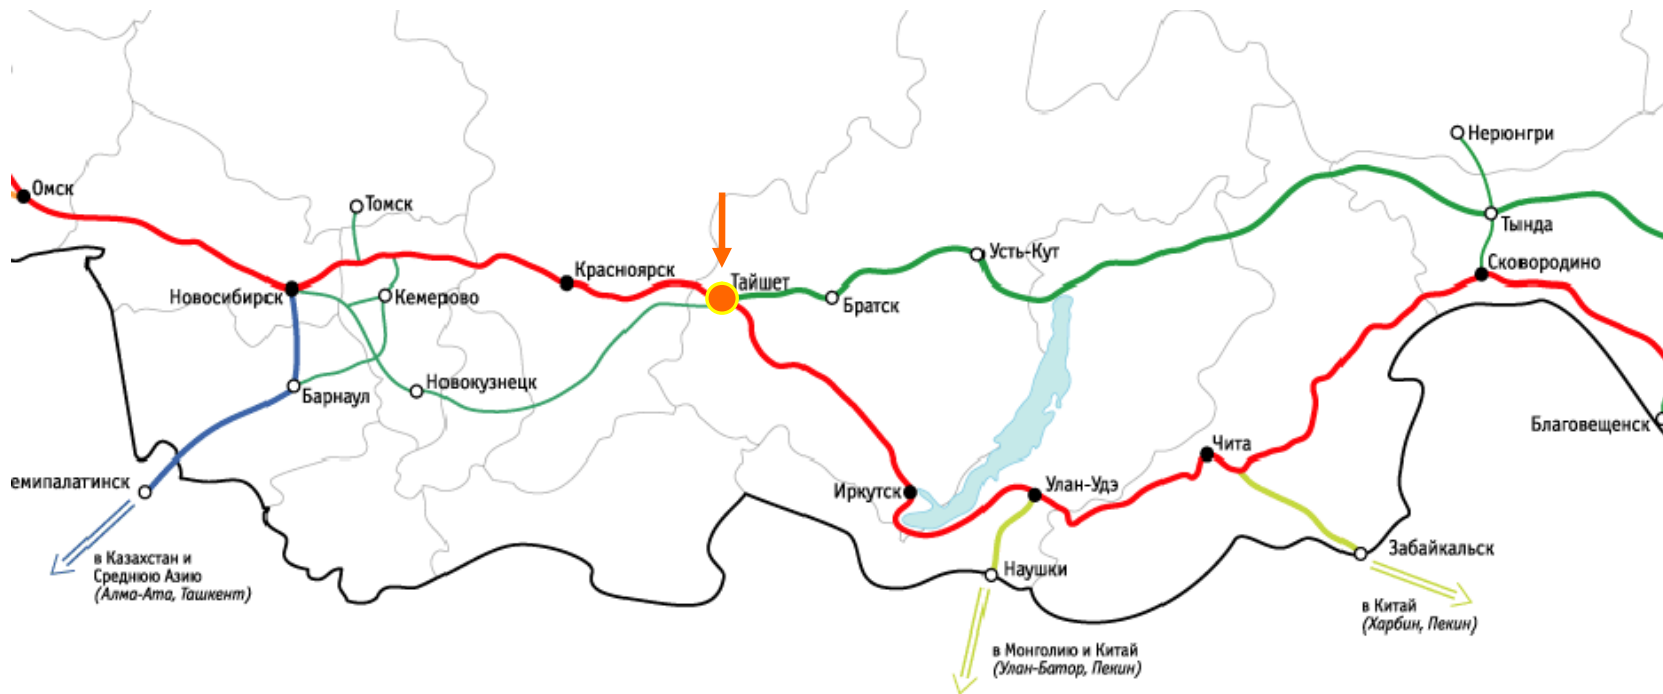 Нерюнгри
Омск
Томск
Тында
Усть-Кут
Сковородино
Красноярск
Тайшет
Новосибирск
Кемерово
Братск
Новокузнецк
Барнаул
Благовещенск
Чита
емипалатинск
Иркутск
Улан-Удэ
Забайкальск
в Казахстан и
Среднюю Азию
(Алма-Ата, Ташкент)
Наушки
в Китай
(Харбин, Пекин)
в Монголию и Китай
(Улан-Батор, Пекин)